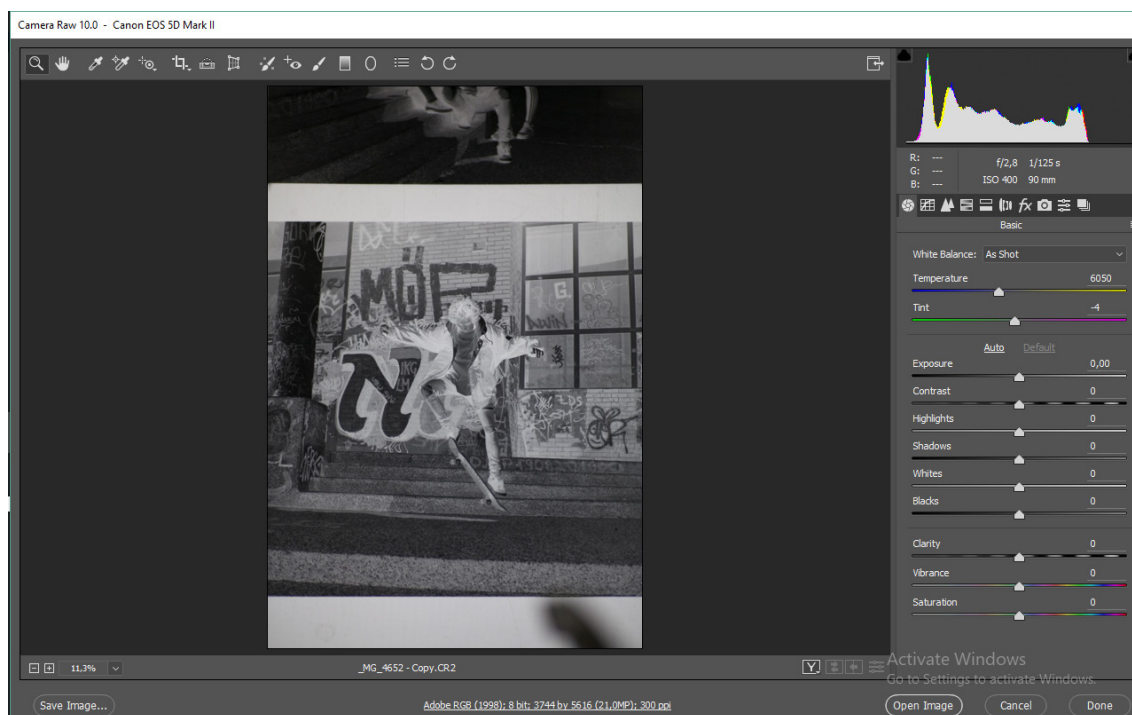 Camera Raw 10.0 - Canon EOS 5D Mark II
R: ---
G: ---
B: ---
f/2,8 1/125 s
ISO 400 90 mm
Basic
White Balance: As Shot
Temperature 6050
Tint -4
Auto Default
Exposure 0,00
Contrast 0
Highlights 0
Shadows 0
Whites 0
Blacks 0
Clarity 0
Vibrance 0
Saturation 0
MÖP
G.
11,3%
_MG_4652 - Copy.CR2
Y
Activate Windows
Go to Settings to activate Windows.
Save Image...
Adobe RGB (1998); 8 bit; 3744 by 5616 (21,0MP); 300 ppi
Open Image
Cancel
Done